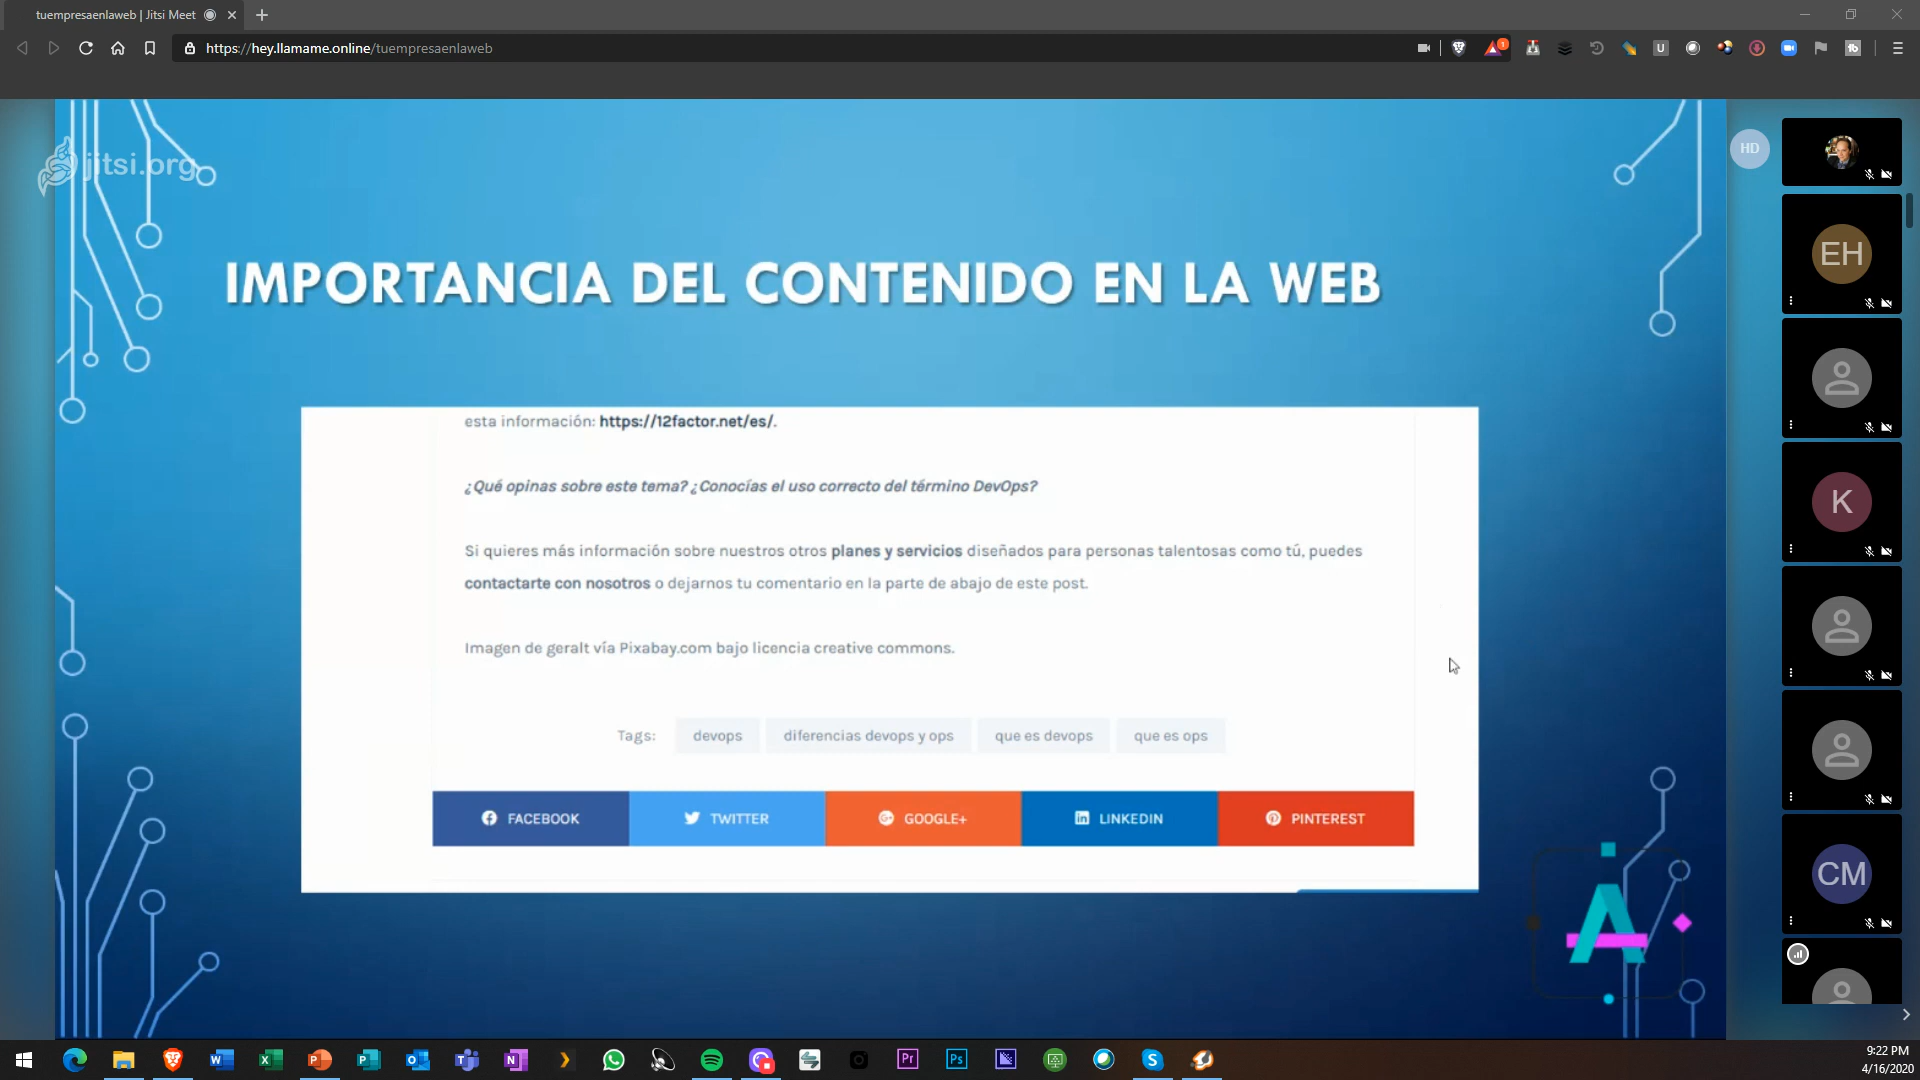 tuempresaenlaweb | Jitsi Meet
https://hey.llamame.online/tuempresaenlaweb
1
U
jitsi.org
HD
IMPORTANCIA DEL CONTENIDO EN LA WEB
EH
esta información: https://12factor.net/es/.
¿Qué opinas sobre este tema? ¿Conocías el uso correcto del término DevOps?
K
Si quieres más información sobre nuestros otros planes y servicios diseñados para personas talentosas como tú, puedes
contactarte con nosotros o dejarnos tu comentario en la parte de abajo de este post.
Imagen de geralt vía Pixabay.com bajo licencia creative commons.
Tags: devops diferencias devops y ops que es devops que es ops
FACEBOOK TWITTER GOOGLE+ LINKEDIN PINTEREST
CM
A
Pr
Ps
9:22 PM
4/16/2020